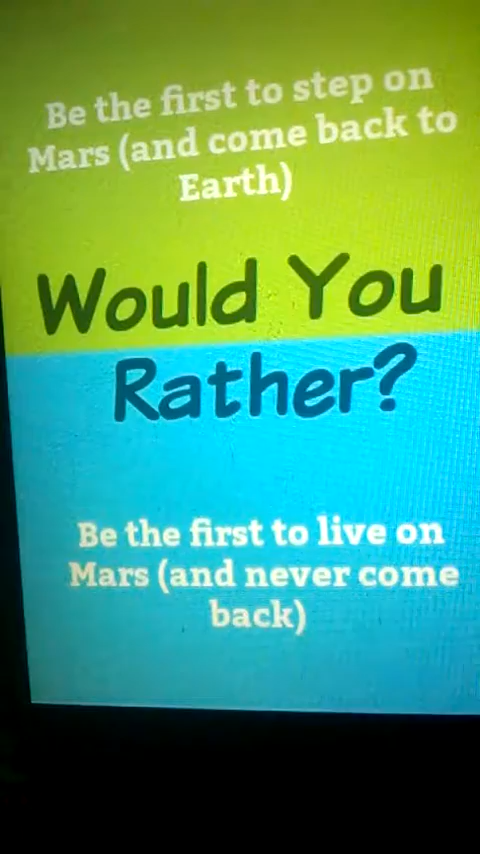 Be the first to step on
Mars (and come back to
Earth)
Would You
Rather?
Be the first to live on
Mars (and never come
back)